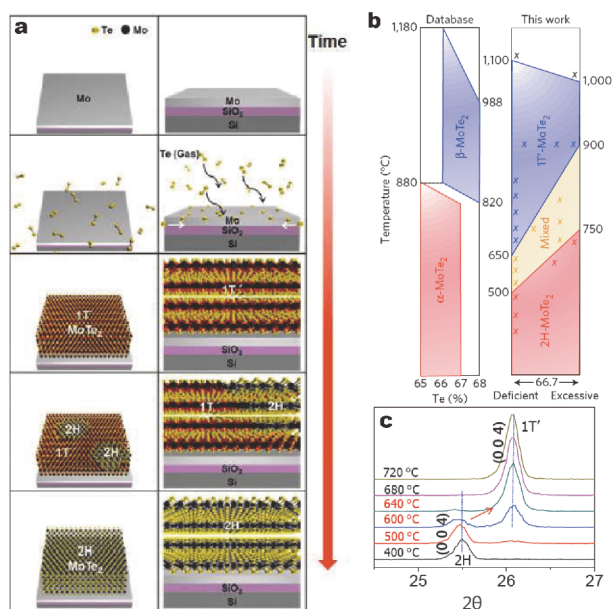 a
Te Mo
Time
Mo
Mo
SiO2
Si
Te (Gas)
Mo
SiO2
Si
1T'
MoTe2
1T'
SiO2
Si
2H
1T'
2H
1T'
2H
SiO2
Si
2H
MoTe2
2H
SiO2
Si
b
Database
This work
Temperature (°C)
1,180
988
880
820
β-MoTe2
α-MoTe2
65 66 67 68
Te (%)
1,100
1,000
900
750
650
500
1T'-MoTe2
Mixed
2H-MoTe2
66.7
Deficient Excessive
c
(0 0 4)
1T'
720 °C
680 °C
640 °C
600 °C
500 °C
400 °C
(0 0 4)
2H
25 26 27
2θ